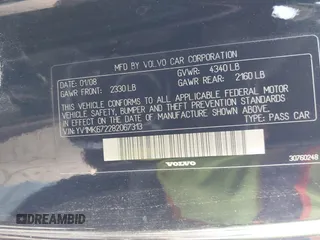 MFD BY VOLVO CAR CORPORATION
01/08 GVWR: 4340 LB
GAWR FRONT: 2330 LB GAWR REAR: 2160 LB
THIS VEHICLE CONFORMS TO ALL APPLICABLE FEDERAL MOTOR
VEHICLE SAFETY, BUMPER AND THEFT PREVENTION STANDARDS IN
EFFECT ON THE DATE OF MANUFACTURE SHOWN ABOVE.
VIN: YV1MK672282067313 TYPE: PASS CAR
VOLVO
30760248
DREAMBID